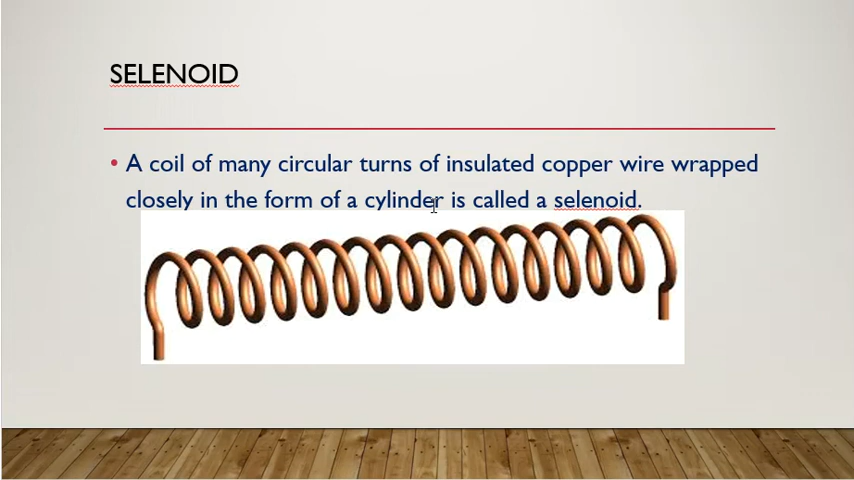 SELENOID
• A coil of many circular turns of insulated copper wire wrapped
closely in the form of a cylinder is called a selenoid.